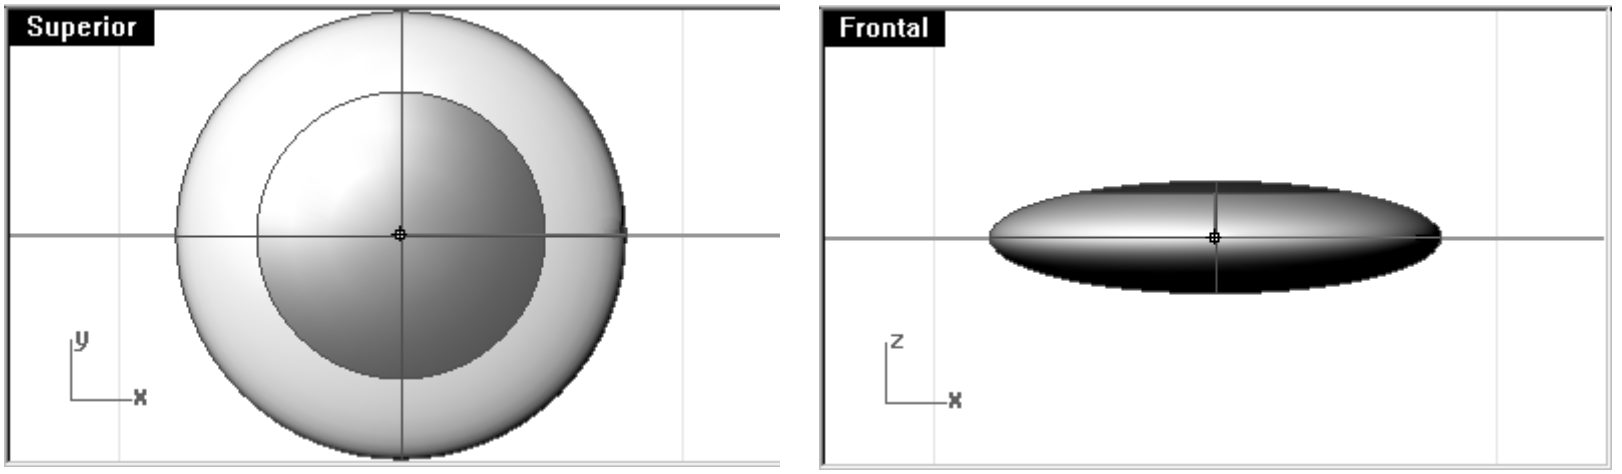 Superior
y
x
Frontal
z
x